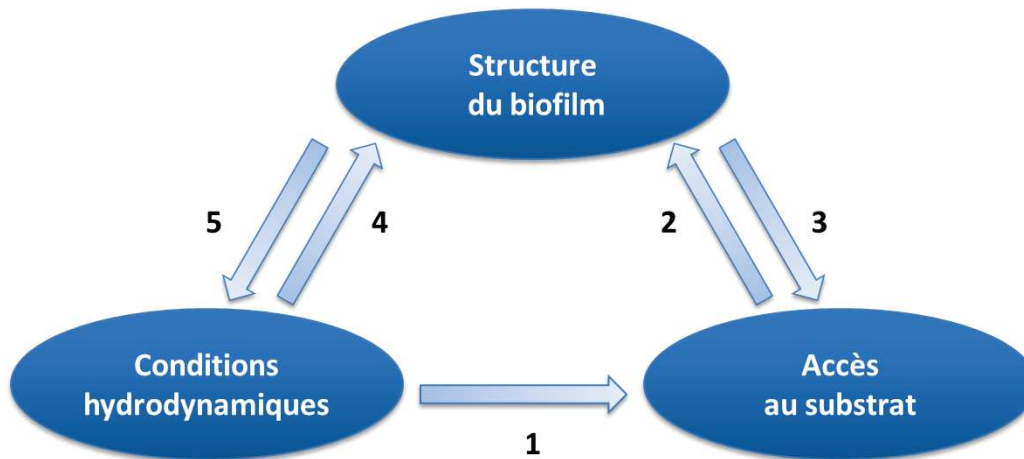 Structure
du biofilm
5
4
2
3
Conditions
hydrodynamiques
Accès
au substrat
1